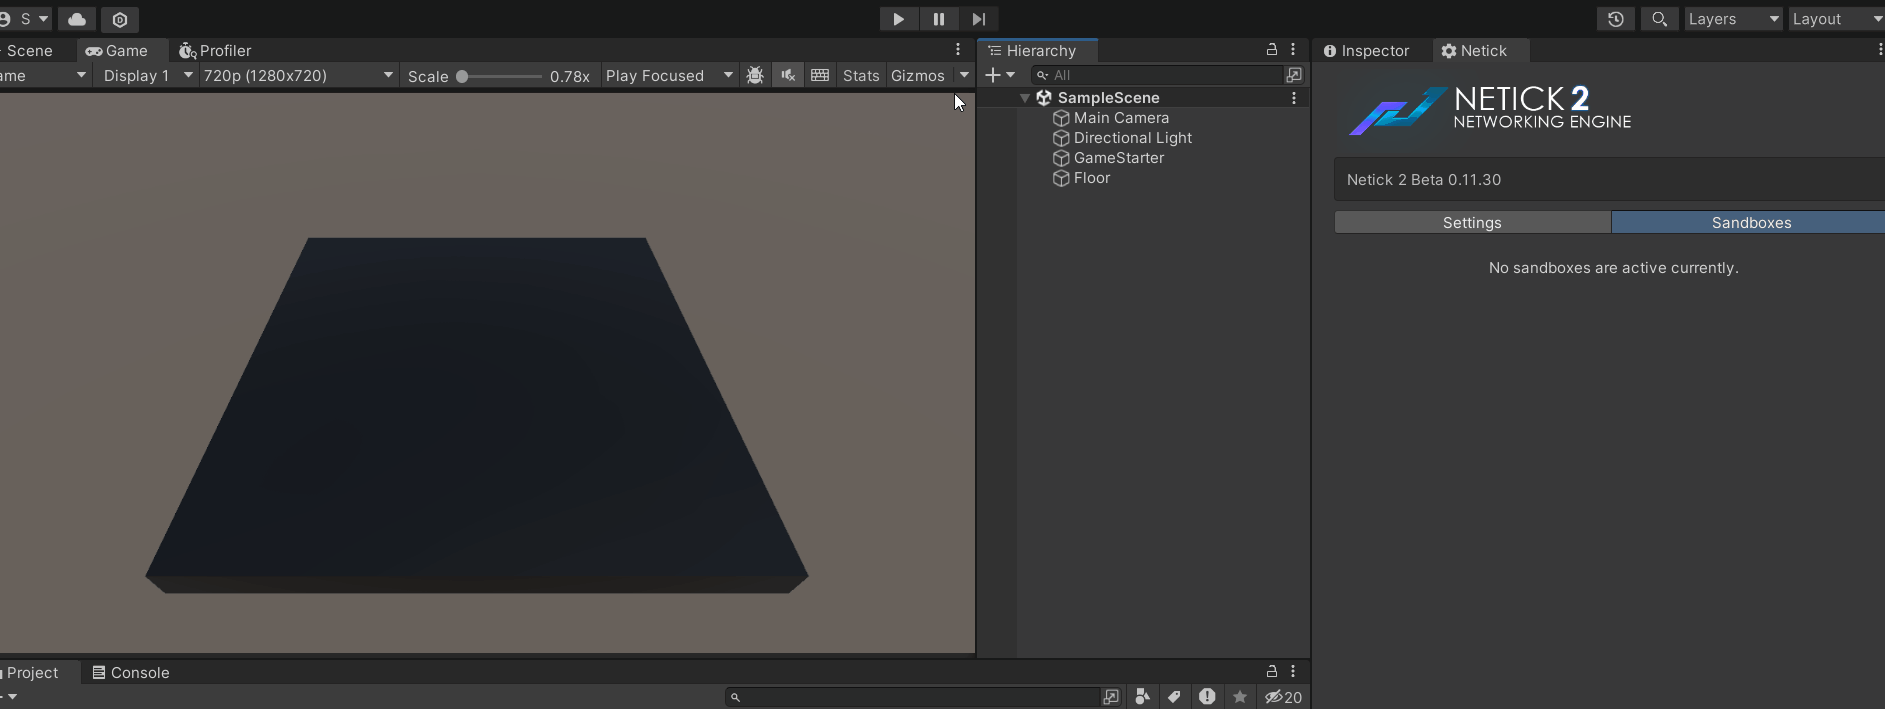 S
Layers
Layout
Scene
Game
Profiler
Hierarchy
Inspector
Netick
ame
Display 1
720p (1280x720)
Scale
0.78x
Play Focused
Stats
Gizmos
All
SampleScene
Main Camera
Directional Light
GameStarter
Floor
NETICK 2
NETWORKING ENGINE
Netick 2 Beta 0.11.30
Settings
Sandboxes
No sandboxes are active currently.
Project
Console
20